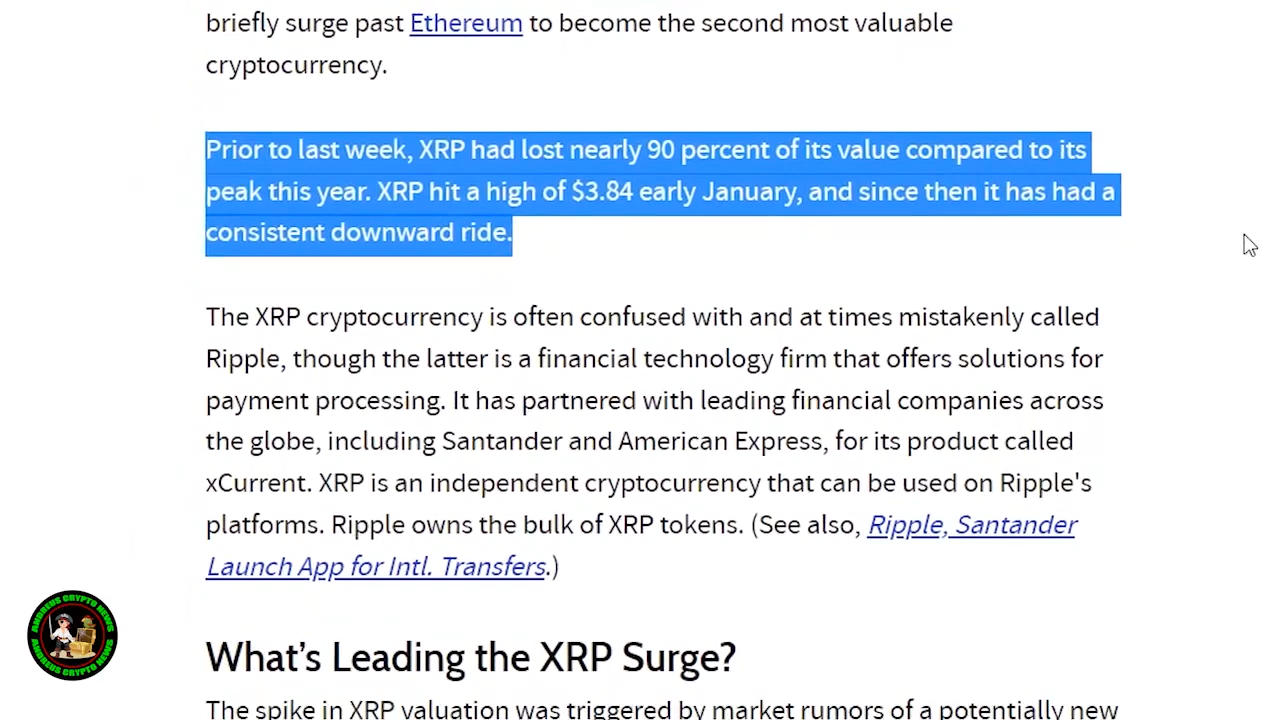 briefly surge past Ethereum to become the second most valuable
cryptocurrency.
Prior to last week, XRP had lost nearly 90 percent of its value compared to its
peak this year. XRP hit a high of $3.84 early January, and since then it has had a
consistent downward ride.
The XRP cryptocurrency is often confused with and at times mistakenly called
Ripple, though the latter is a financial technology firm that offers solutions for
payment processing. It has partnered with leading financial companies across
the globe, including Santander and American Express, for its product called
xCurrent. XRP is an independent cryptocurrency that can be used on Ripple's
platforms. Ripple owns the bulk of XRP tokens. (See also, Ripple, Santander
Launch App for Intl. Transfers.)
ANDREUS CRYPTO NEWS
ANDREUS CRYPTO NEWS
What's Leading the XRP Surge?
The spike in XRP valuation was triggered by market rumors of a potentially new